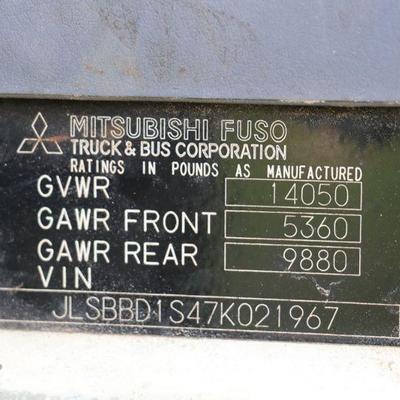 MITSUBISHI FUSO
TRUCK & BUS CORPORATION
RATINGS IN POUNDS AS MANUFACTURED
GVWR 14050
GAWR FRONT 5360
GAWR REAR 9880
VIN
JLSBBD1S47K021967